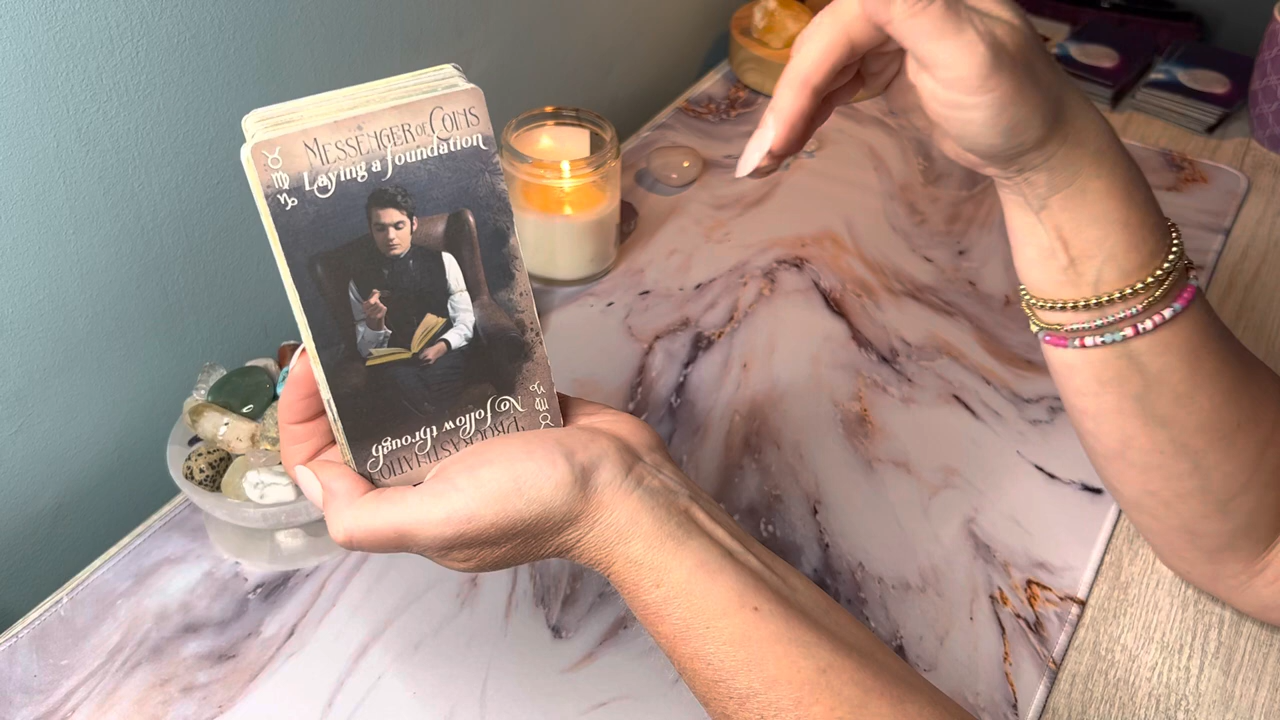 MESSENGER OF COINS
Laying a foundation
♉
♍
♑
No follow through
PROCRASTINATION
♑
♍
♉